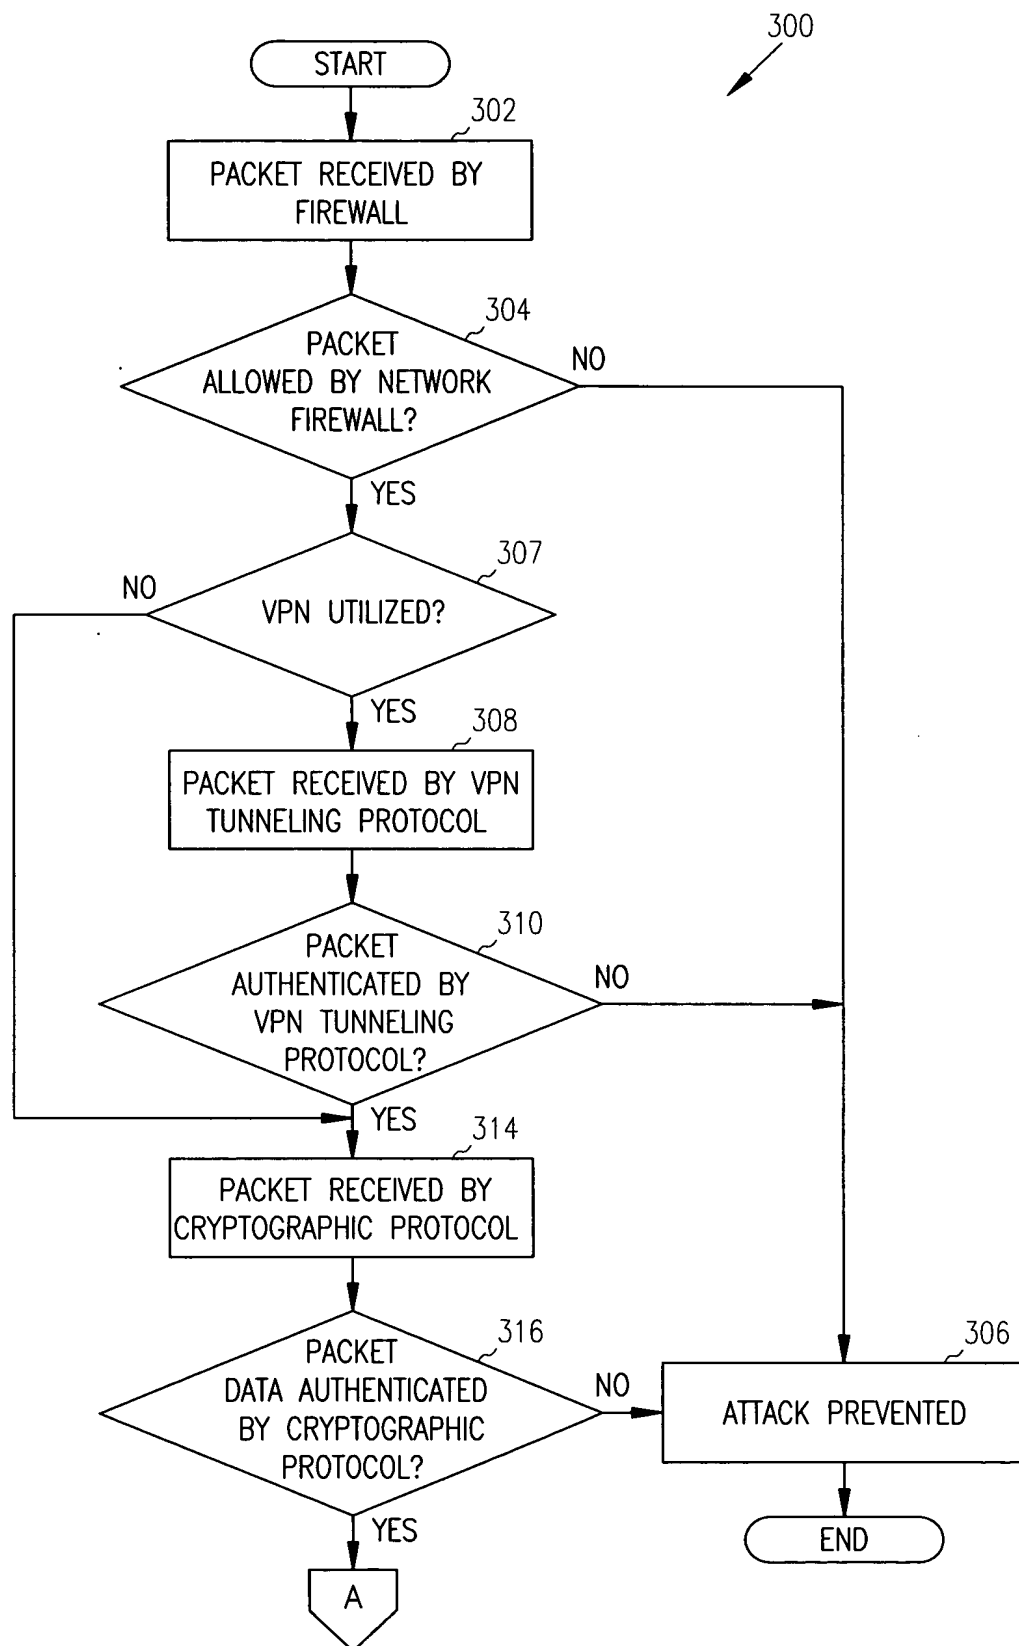 300
START
302
PACKET RECEIVED BY
FIREWALL
304
PACKET
ALLOWED BY NETWORK
FIREWALL?
NO
YES
307
NO
VPN UTILIZED?
YES
308
PACKET RECEIVED BY VPN
TUNNELING PROTOCOL
310
PACKET
AUTHENTICATED BY
VPN TUNNELING
PROTOCOL?
NO
YES
314
PACKET RECEIVED BY
CRYPTOGRAPHIC PROTOCOL
316
PACKET
DATA AUTHENTICATED
BY CRYPTOGRAPHIC
PROTOCOL?
NO
306
ATTACK PREVENTED
YES
END
A